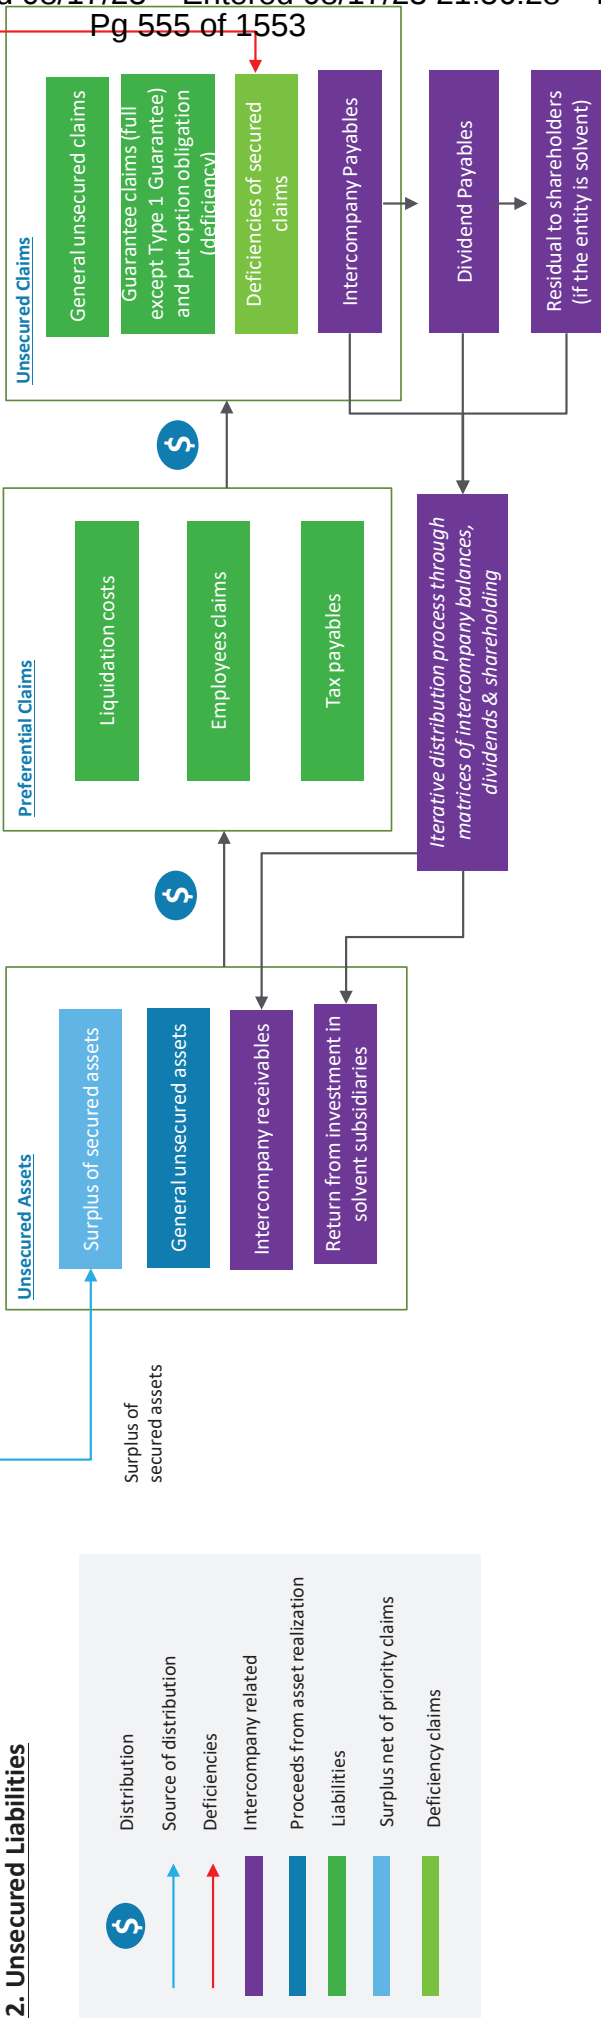 Pg 555 of 1553
2. Unsecured Liabilities
Distribution
Source of distribution
Deficiencies
Intercompany related
Proceeds from asset realization
Liabilities
Surplus net of priority claims
Deficiency claims
$
Surplus of
secured assets
Unsecured Assets
Surplus of secured assets
General unsecured assets
Intercompany receivables
Return from investment in
solvent subsidiaries
$
Preferential Claims
Liquidation costs
Employees claims
Tax payables
Iterative distribution process through
matrices of intercompany balances,
dividends & shareholding
$
Unsecured Claims
General unsecured claims
Guarantee claims (full
except Type 1 Guarantee)
and put option obligation
(deficiency)
Deficiencies of secured
claims
Intercompany Payables
Dividend Payables
Residual to shareholders
(if the entity is solvent)